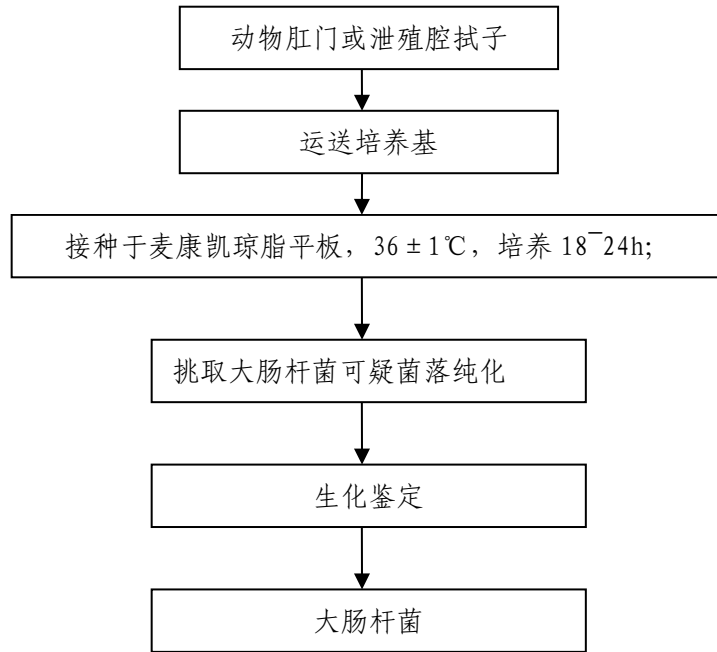 动物肛门或泄殖腔拭子
运送培养基
接种于麦康凯琼脂平板，36±1℃，培养 18‾24h;
挑取大肠杆菌可疑菌落纯化
生化鉴定
大肠杆菌